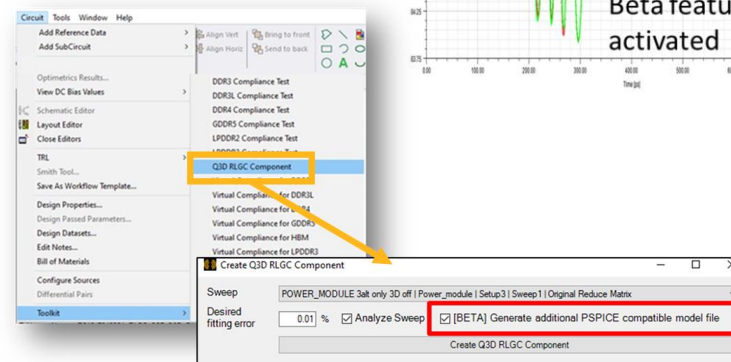 Circuit Tools Window Help
Add Reference Data
Add SubCircuit
Optimetrics Results...
View DC Bias Values
Schematic Editor
Layout Editor
Close Editors
TRL
Smith Tool...
Save As Workflow Template...
Design Properties...
Design Passed Parameters...
Design Datasets...
Edit Notes...
Bill of Materials
Configure Sources
Differential Pairs
Toolkit
Align Vert
Bring to front
Align Horiz
Send to back
DDR3 Compliance Test
DDR3L Compliance Test
DDR4 Compliance Test
GDDR5 Compliance Test
LPDDR2 Compliance Test
Q3D RLGC Component
Virtual Compliance for DDR3L
Virtual Compliance for
Virtual Compliance for GDDR5
Virtual Compliance for HBM
Virtual Compliance for LPDDR3
84.25
83.75
0.00 100.00 200.00 300.00 400.00 500.00
Time [ps]
Beta featu
activated
Create Q3D RLGC Component
Sweep
POWER_MODULE 3alt only 3D off | Power_module | Setup3 | Sweep1 | Original Reduce Matrix
Desired
fitting error
0.01 % Analyze Sweep [BETA] Generate additional PSPICE compatible model file
Create Q3D RLGC Component